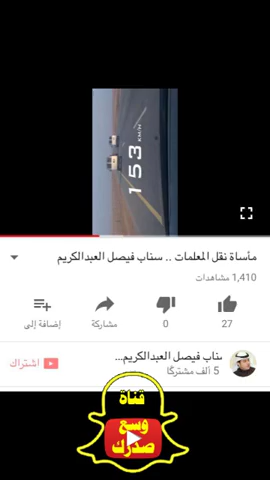 153 KM/H
مأساة نقل المعلمات .. سناب فيصل العبدالكريم
1,410 مشاهدات
27
0
مشاركة
إضافة إلى
سناب فيصل العبدالكريم...
5 ألف مشتركًا
اشتراك
قناة
وسع
صدرك